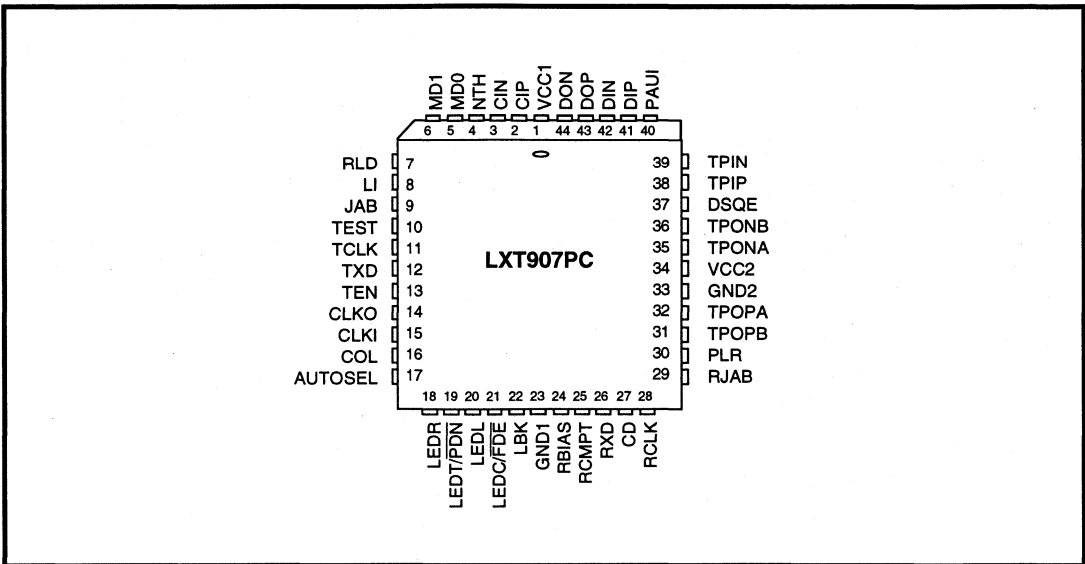 MD1 MD0 NTH CIN CIP VCC1 DON DOP DIN DIP PAUI
6 5 4 3 2 1 44 43 42 41 40
RLD 7 39 TPIN
LI 8 38 TPIP
JAB 9 37 DSQE
TEST 10 36 TPONB
TCLK 11 35 TPONA
LXT907PC
TXD 12 34 VCC2
TEN 13 33 GND2
CLKO 14 32 TPOPA
CLKI 15 31 TPOPB
COL 16 30 PLR
AUTOSEL 17 29 RJAB
18 19 20 21 22 23 24 25 26 27 28
LEDR LEDT/PDN LEDL LEDC/FDE LBK GND1 RBIAS RCMPT RXD CD RCLK